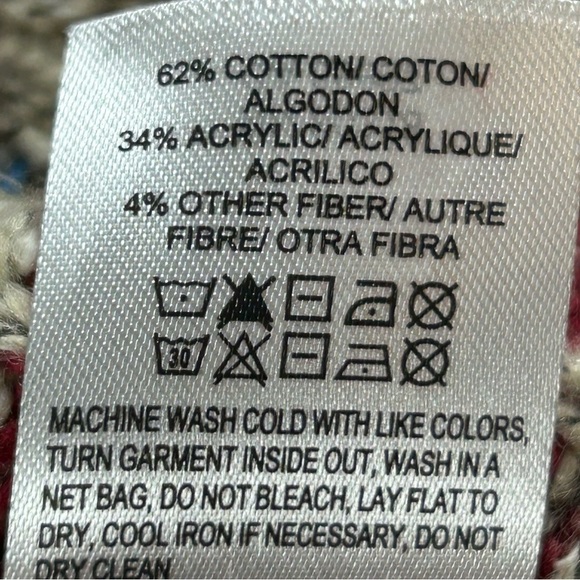 62% COTTON/ COTON/
ALGODON
34% ACRYLIC/ ACRYLIQUE/
ACRILICO
4% OTHER FIBER/ AUTRE
FIBRE/ OTRA FIBRA
30
MACHINE WASH COLD WITH LIKE COLORS,
TURN GARMENT INSIDE OUT, WASH IN A
NET BAG, DO NOT BLEACH, LAY FLAT TO
DRY, COOL IRON IF NECESSARY, DO NOT
DRY CLEAN